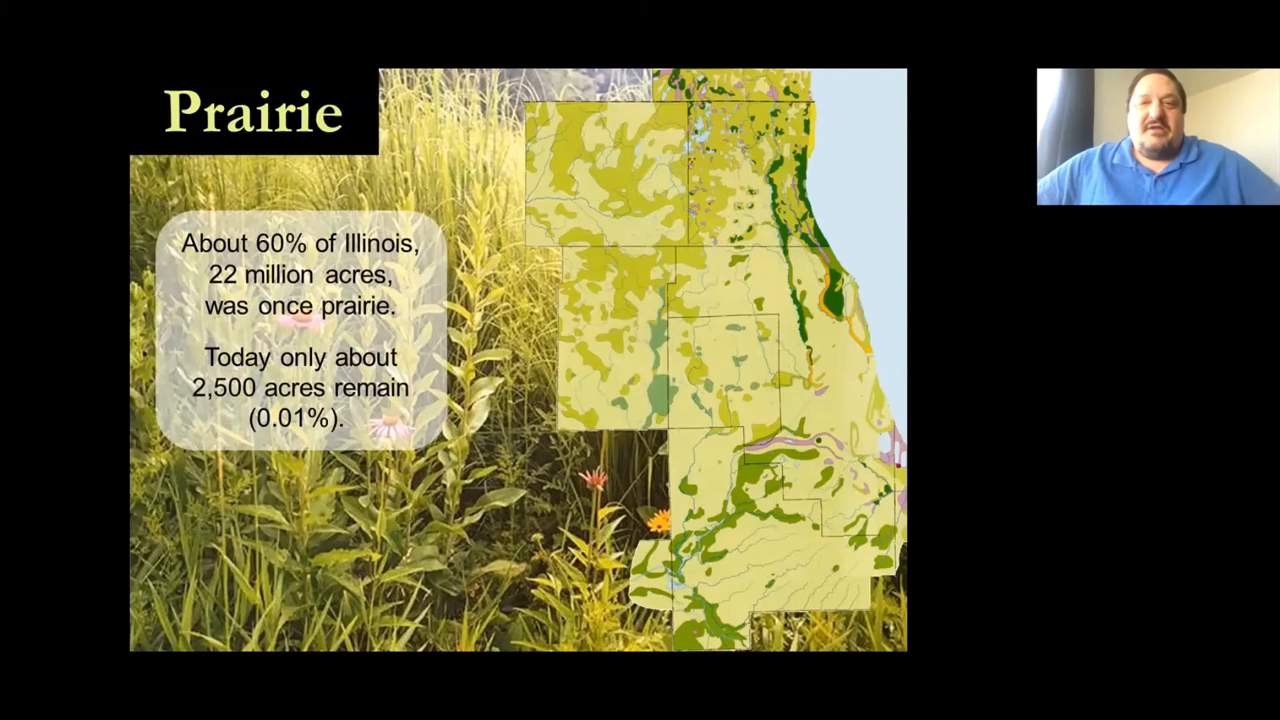 Prairie
About 60% of Illinois,
22 million acres,
was once prairie.
Today only about
2,500 acres remain
(0.01%).